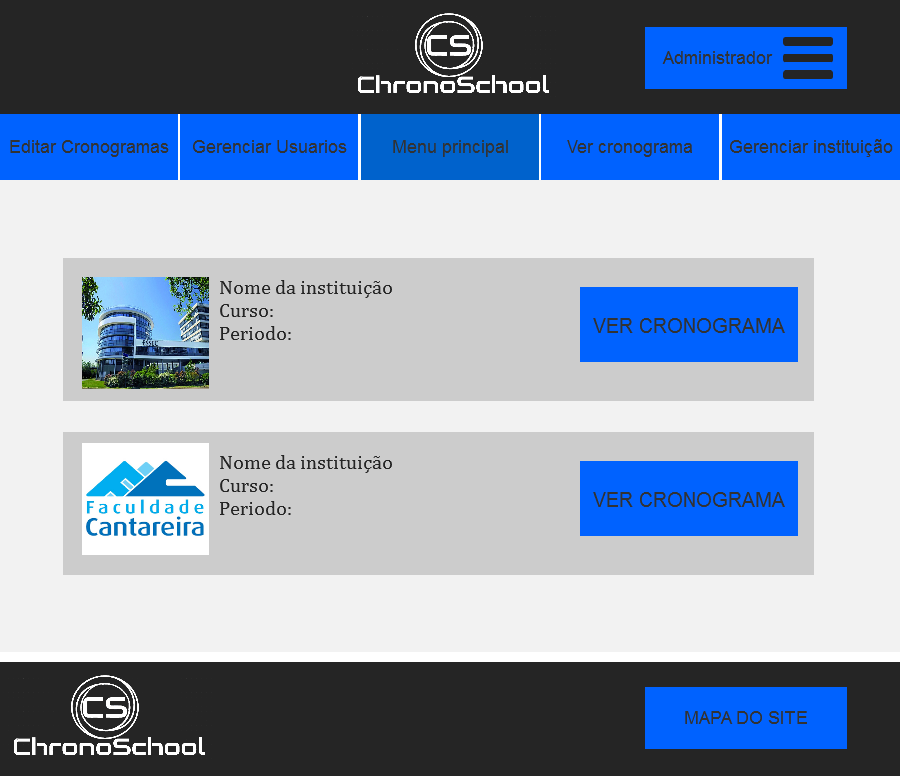 CS
ChronoSchool
Administrador
Editar Cronogramas
Gerenciar Usuarios
Menu principal
Ver cronograma
Gerenciar instituição
Nome da instituição
Curso:
Periodo:
VER CRONOGRAMA
Faculdade
Cantareira
Nome da instituição
Curso:
Periodo:
VER CRONOGRAMA
CS
ChronoSchool
MAPA DO SITE